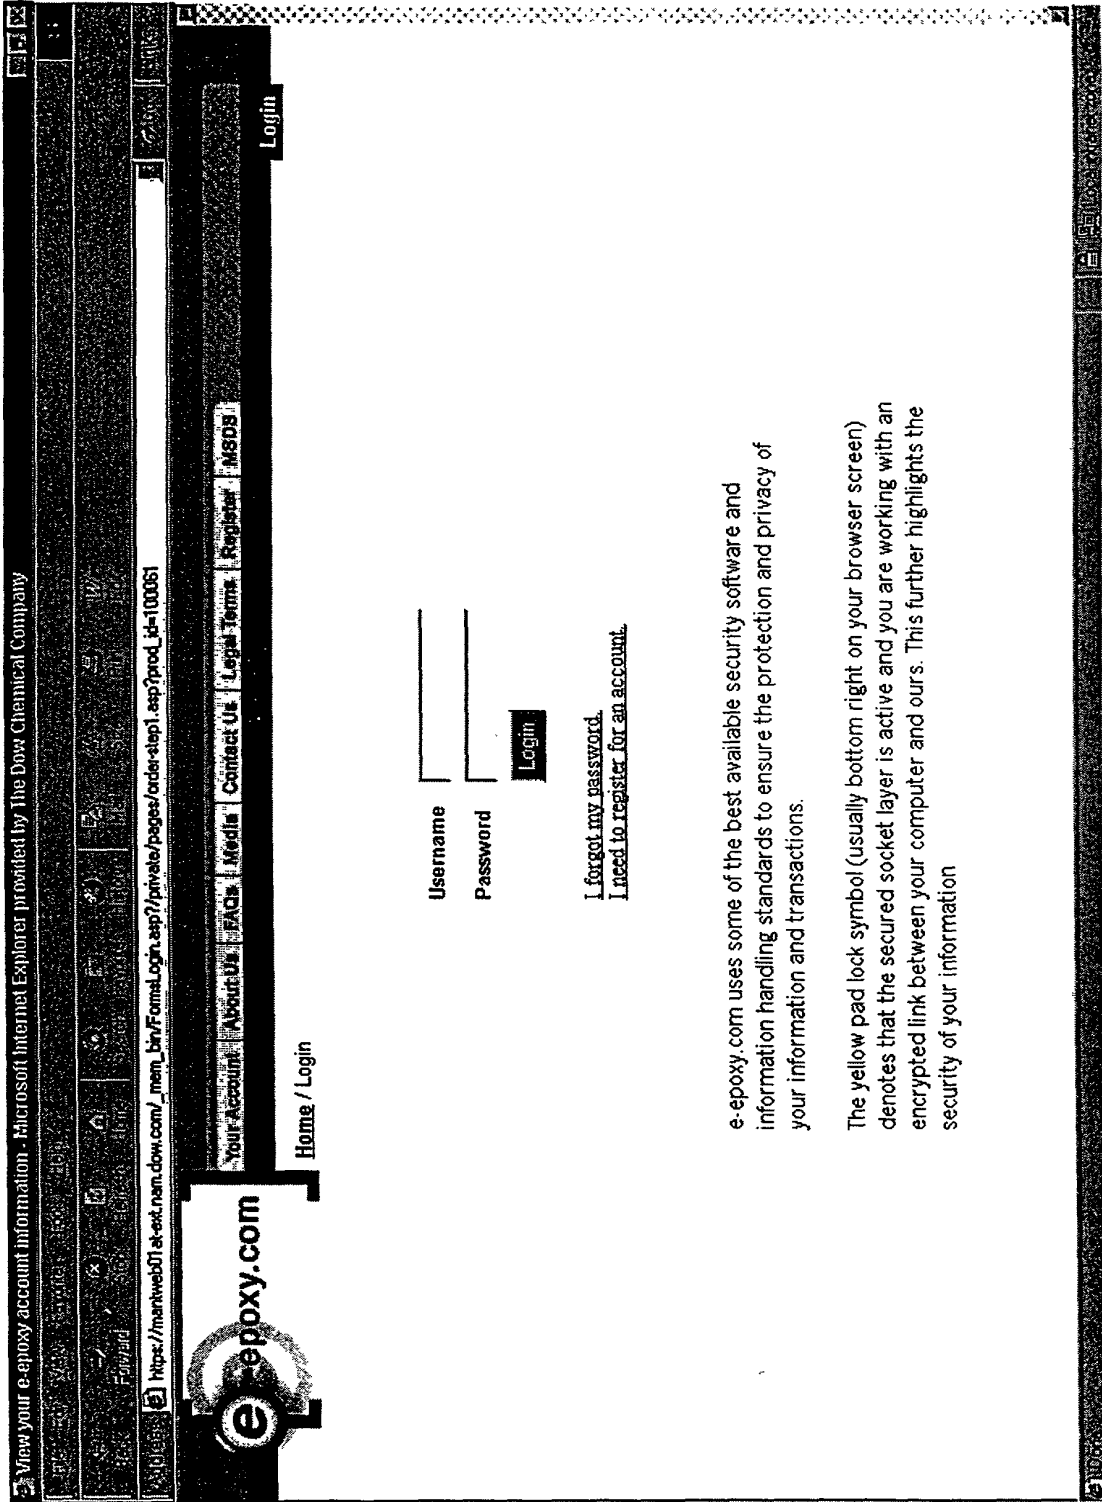 View your e-epoxy account information - Microsoft Internet Explorer provided by The Dow Chemical Company
Forward
Address https://mantweb01at-ext.nam.dow.com/_mem_bin/FormsLogin.asp?/private/pages/order-step1.asp?prod_id=100061
e-epoxy.com
Your Account About Us FAQs Media Contact Us Legal Terms Register MSDS
Login
Home / Login
Username
Password
Login
I forgot my password.
I need to register for an account.
e-epoxy.com uses some of the best available security software and
information handling standards to ensure the protection and privacy of
your information and transactions.
The yellow pad lock symbol (usually bottom right on your browser screen)
denotes that the secured socket layer is active and you are working with an
encrypted link between your computer and ours. This further highlights the
security of your information
Done Local intranet zone